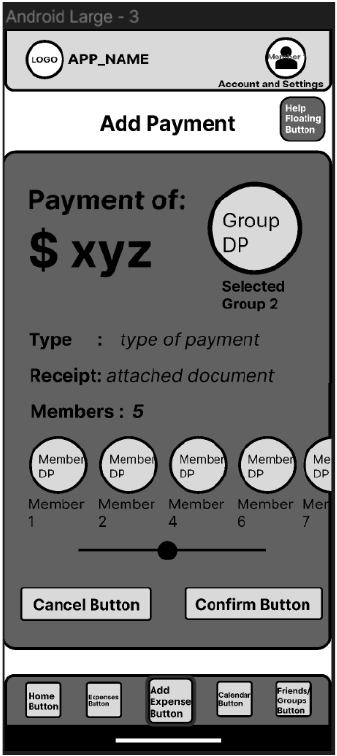 Android Large - 3
LOGO
APP_NAME
Member
Account and Settings
Add Payment
Help
Floating
Button
Payment of:
$ xyz
Group
DP
Selected
Group 2
Type : type of payment
Receipt: attached document
Members : 5
Member
DP
Member
DP
Member
DP
Member
DP
Me
DP
Member
1
Member
2
Member
4
Member
6
Mer
7
Cancel Button
Confirm Button
Home
Button
Expenses
Button
Add
Expense
Button
Calendar
Button
Friends/
Groups
Button